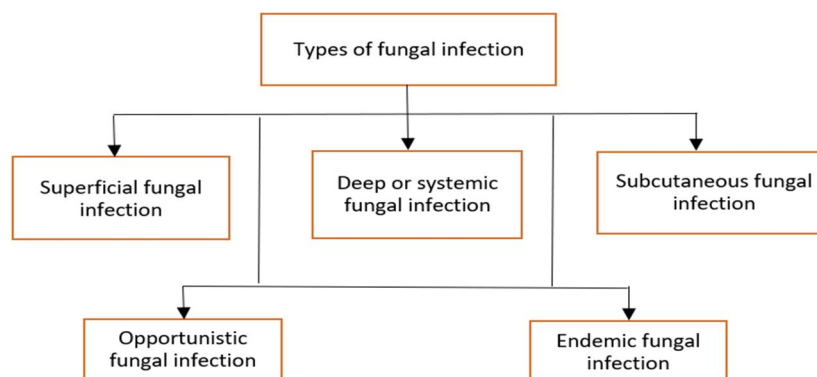 Types of fungal infection
Superficial fungal
infection
Deep or systemic
fungal infection
Subcutaneous fungal
infection
Opportunistic
fungal infection
Endemic fungal
infection